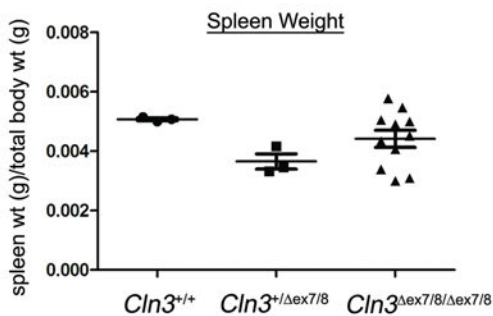 Spleen Weight
spleen wt (g)/total body wt (g)
0.008
0.006
0.004
0.002
0.000
Cln3+/+ Cln3+/Δex7/8 Cln3Δex7/8/Δex7/8